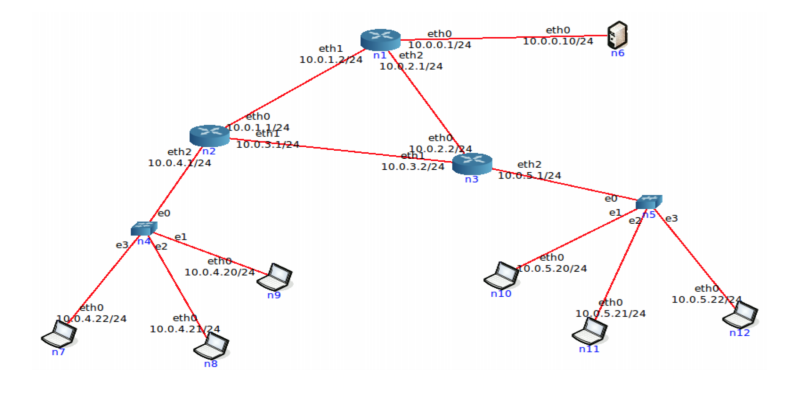 eth0
10.0.0.1/24
eth0
10.0.0.10/24
n6
eth1
10.0.1.2/24
n1
eth2
10.0.2.1/24
eth0
10.0.1.1/24
n2
eth1
10.0.3.1/24
eth2
10.0.4.1/24
eth0
10.0.2.2/24
eth1
10.0.3.2/24
n3
eth2
10.0.5.1/24
e0
n4
e3
e2
e1
e0
e1
e2
n5
e3
eth0
10.0.4.20/24
n9
eth0
10.0.5.20/24
n10
eth0
10.0.4.22/24
n7
eth0
10.0.4.21/24
n8
eth0
10.0.5.21/24
n11
eth0
10.0.5.22/24
n12